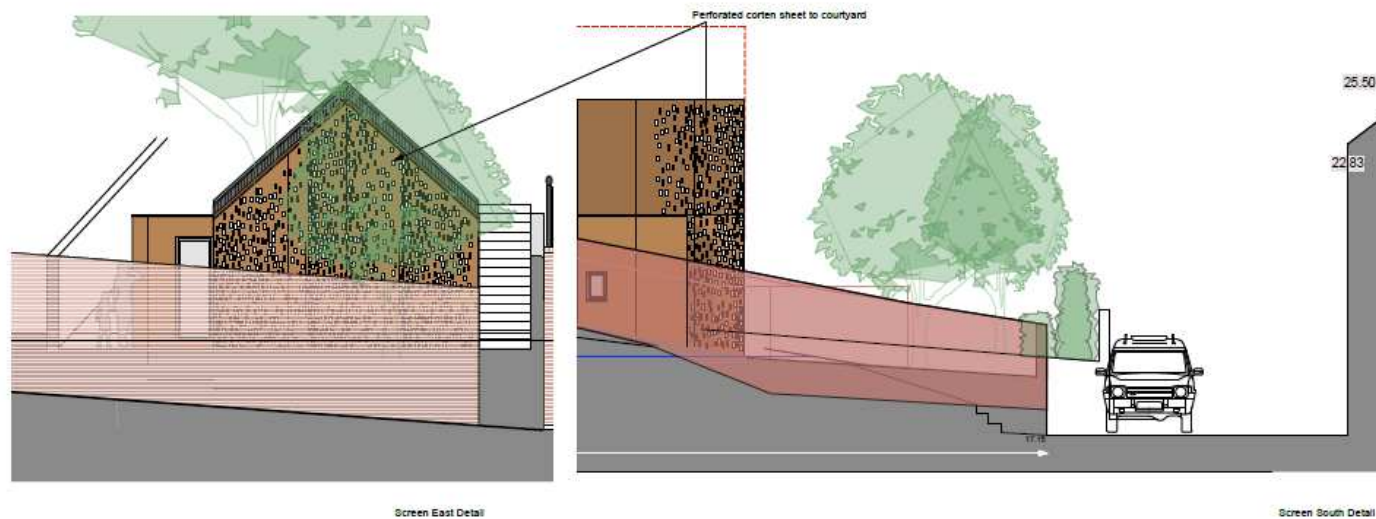 Perforated corten sheet to courtyard
25.50
22.83
17.15
Screen East Detail
Screen South Detail